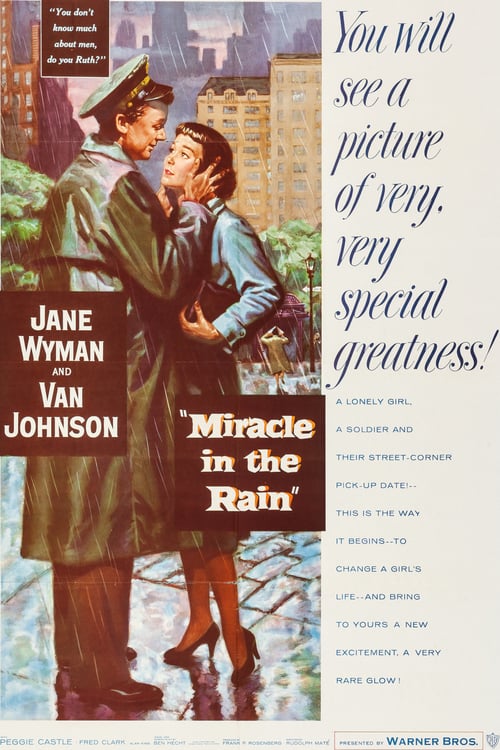 "You don't
know much
about men,
do you Ruth?"
You will
see a
picture
of very,
very
special
greatness!
JANE
WYMAN
AND
VAN
JOHNSON
"Miracle
in the
Rain"
A LONELY GIRL,
A SOLDIER AND
THEIR STREET-CORNER
PICK-UP DATE!--
THIS IS THE WAY
IT BEGINS--TO
CHANGE A GIRL'S
LIFE--AND BRING
TO YOURS A NEW
EXCITEMENT, A VERY
RARE GLOW!
PEGGIE CASTLE FRED CLARK BEN HECHT FRANK P. ROSENBERG RUDOLPH MATÉ
PRESENTED BY WARNER BROS.